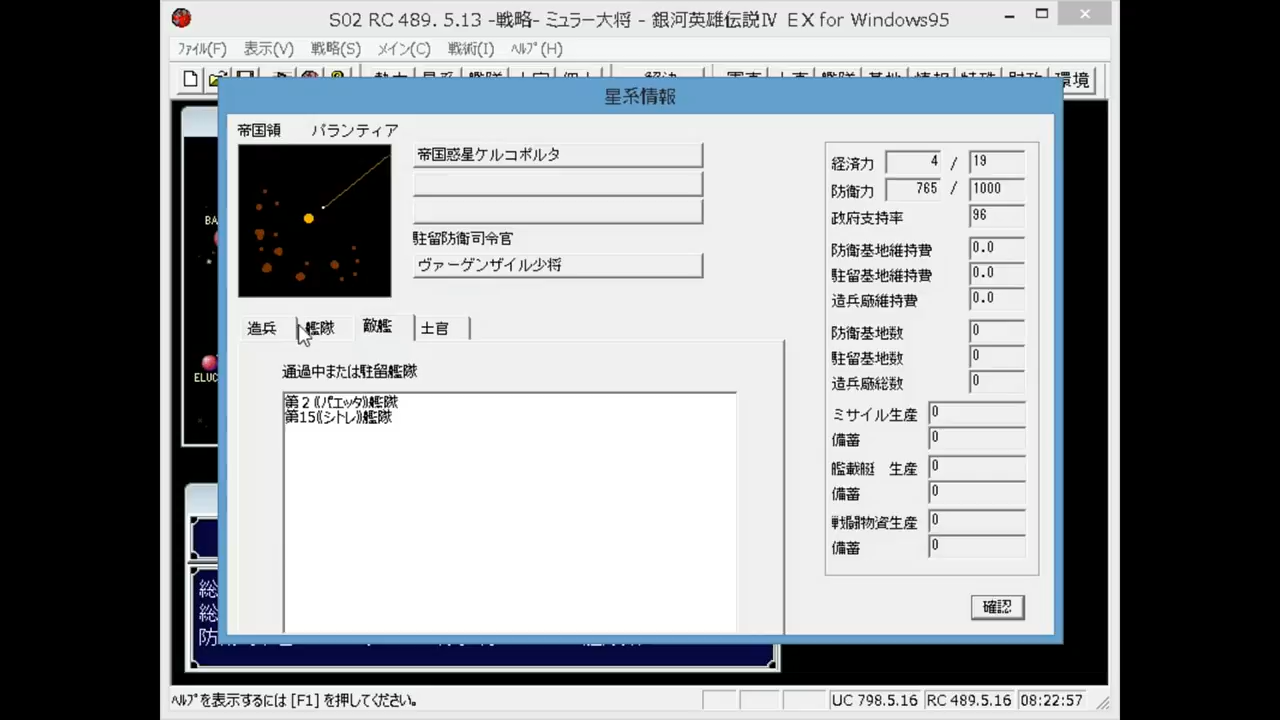 S02 RC 489. 5.13 -戦略- ミュラー大将 - 銀河英雄伝説Ⅳ ＥＸ for Windows95
ﾌｧｲﾙ(F) 表示(V) 戦略(S) メイン(C) 戦術(I) ﾍﾙﾌﾟ(H)
環境
星系情報
帝国領 パランティア
帝国惑星ケルコポルタ
駐留防衛司令官
ヴァーゲンザイル少将
経済力 4 / 19
防衛力 765 / 1000
政府支持率 96
防衛基地維持費 0.0
駐留基地維持費 0.0
造兵廠維持費 0.0
防衛基地数 0
駐留基地数 0
造兵廠総数 0
ミサイル生産 0
備蓄 0
艦載艇 生産 0
備蓄 0
戦闘物資生産 0
備蓄 0
造兵 艦隊 敵艦 士官
通過中または駐留艦隊
第２《パエッタ》艦隊
第15《シトレ》艦隊
確認
BA
ELUC
総
総
防
ﾍﾙﾌﾟを表示するには [F1] を押してください。
UC 798.5.16 RC 489.5.16 08:22:57